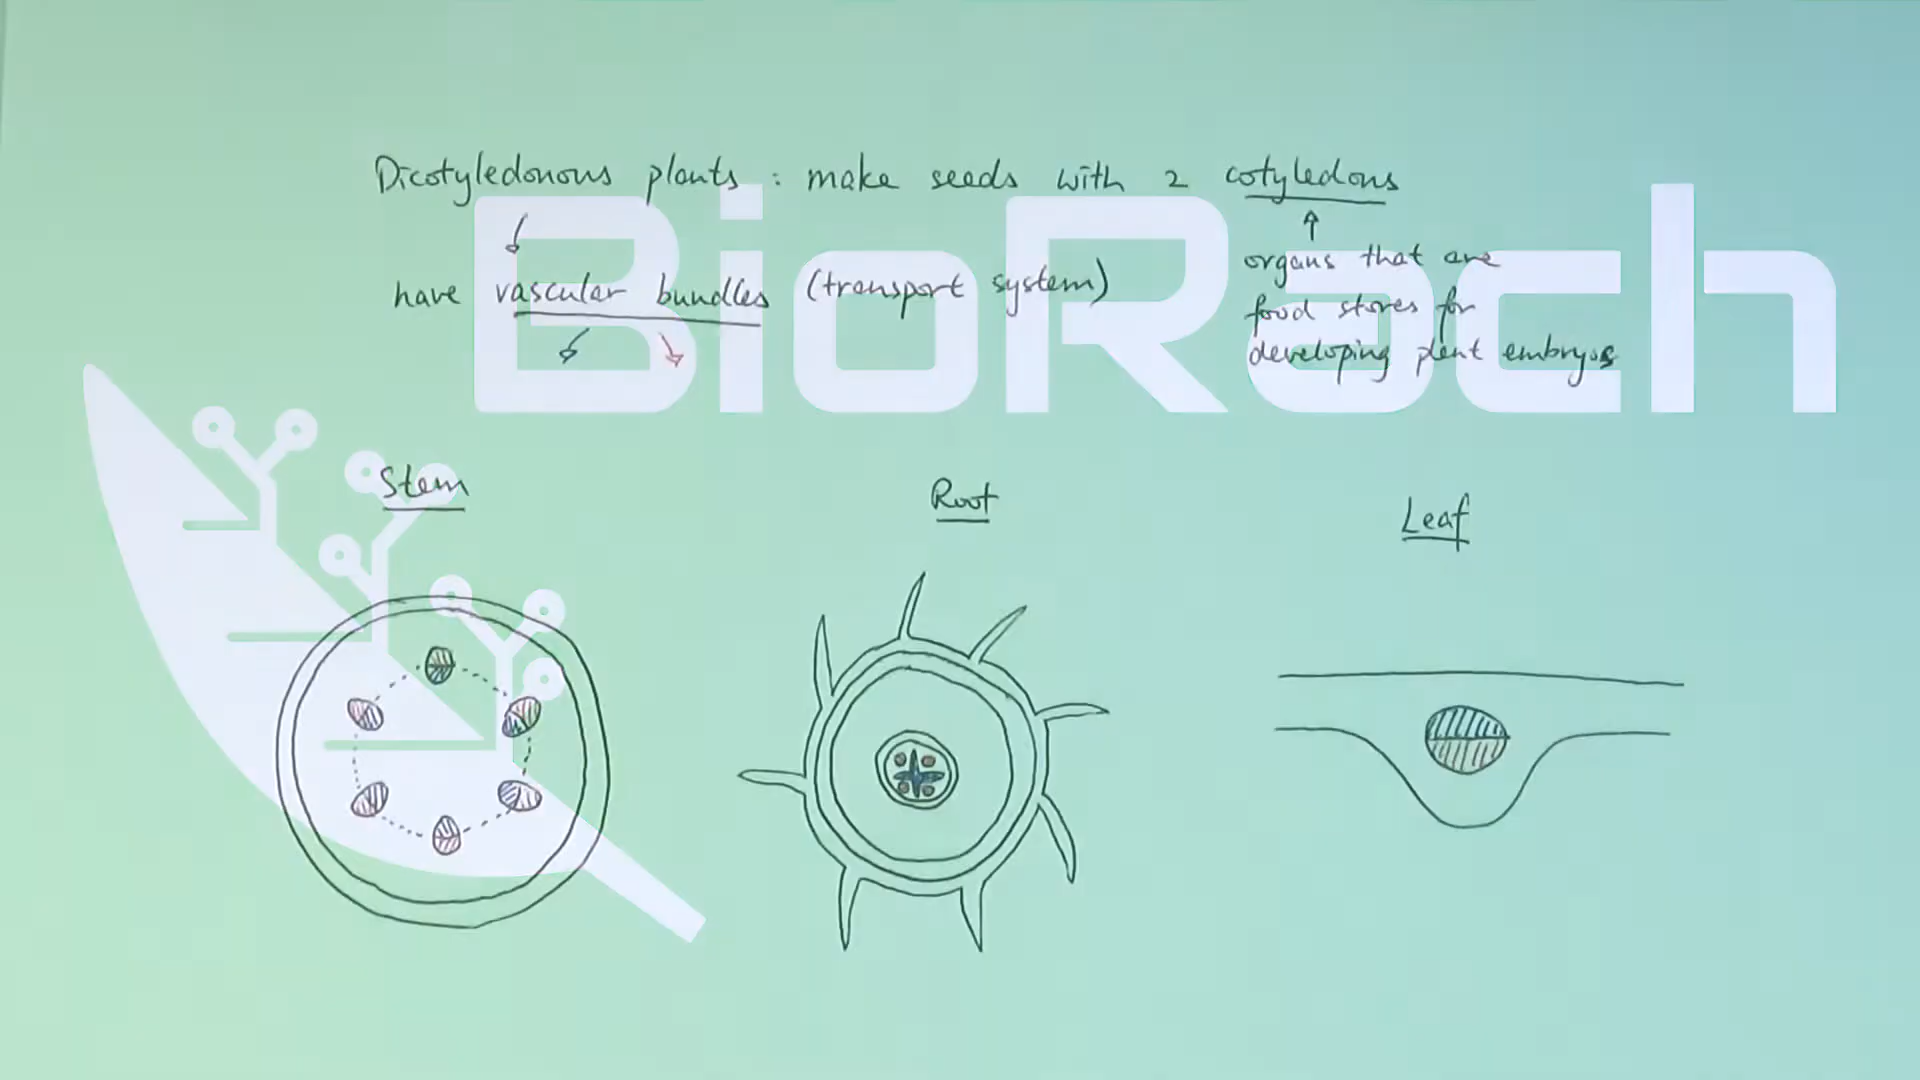 Dicotyledonous plants : make seeds with 2 cotyledons
have vascular bundles (transport system)
organs that are
food stores for
developing plant embryos
BioRach
Stem
Root
Leaf